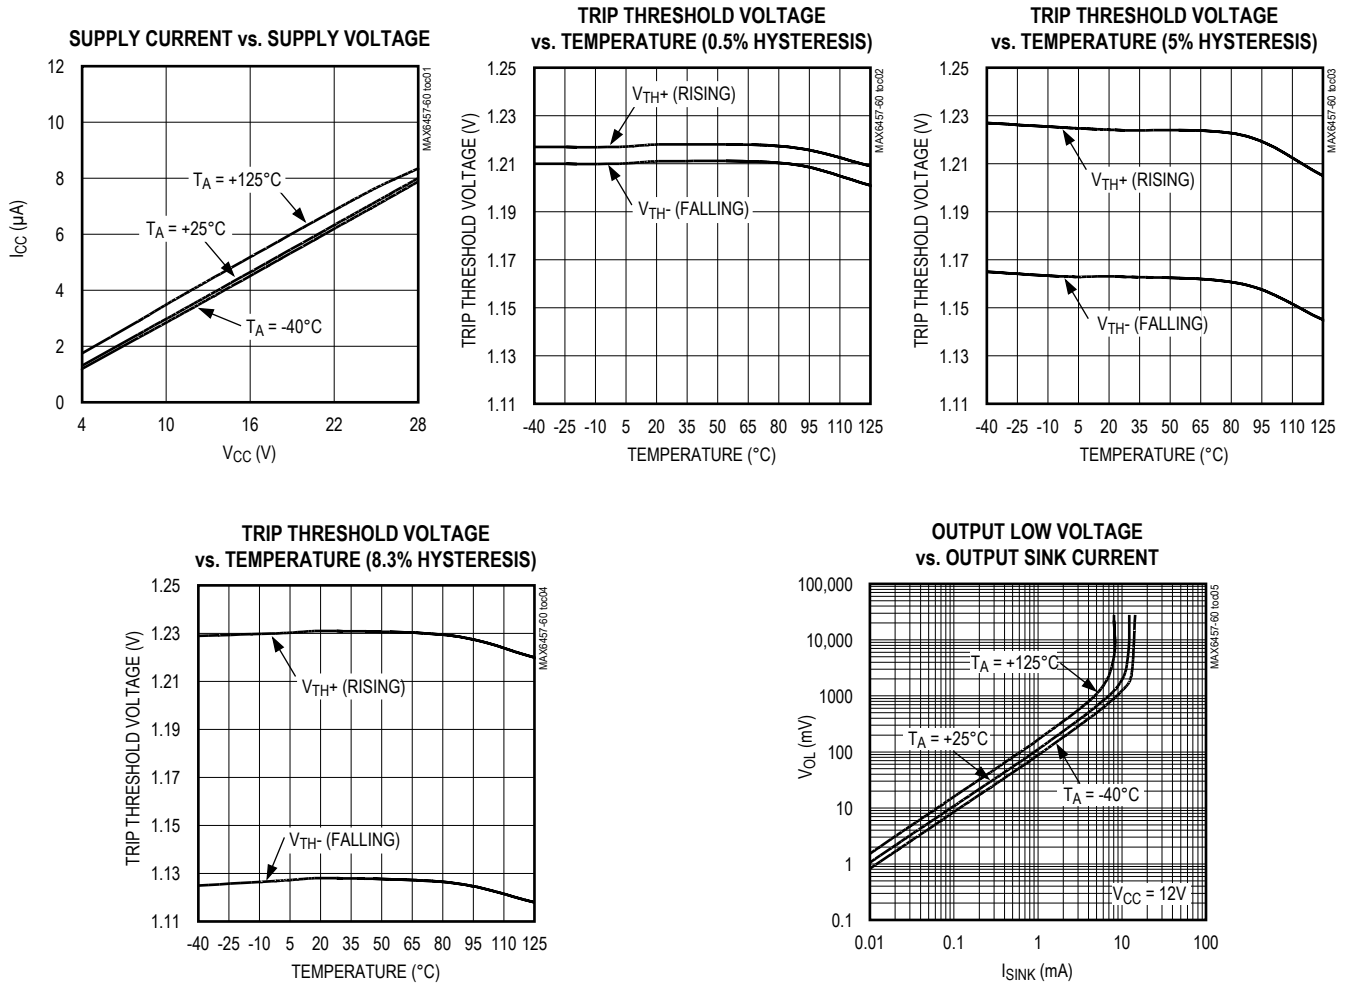 SUPPLY CURRENT vs. SUPPLY VOLTAGE
12
10
8
6
4
2
0
ICC (µA)
TA = +125°C
TA = +25°C
TA = -40°C
MAX6457-60 toc01
4 10 16 22 28
VCC (V)
TRIP THRESHOLD VOLTAGE
vs. TEMPERATURE (0.5% HYSTERESIS)
1.25
1.23
1.21
1.19
1.17
1.15
1.13
1.11
TRIP THRESHOLD VOLTAGE (V)
VTH+ (RISING)
VTH- (FALLING)
MAX6457-60 toc02
-40 -25 -10 5 20 35 50 65 80 95 110 125
TEMPERATURE (°C)
TRIP THRESHOLD VOLTAGE
vs. TEMPERATURE (5% HYSTERESIS)
1.25
1.23
1.21
1.19
1.17
1.15
1.13
1.11
TRIP THRESHOLD VOLTAGE (V)
VTH+ (RISING)
VTH- (FALLING)
MAX6457-60 toc03
-40 -25 -10 5 20 35 50 65 80 95 110 125
TEMPERATURE (°C)
TRIP THRESHOLD VOLTAGE
vs. TEMPERATURE (8.3% HYSTERESIS)
1.25
1.23
1.21
1.19
1.17
1.15
1.13
1.11
TRIP THRESHOLD VOLTAGE (V)
VTH+ (RISING)
VTH- (FALLING)
MAX6457-60 toc04
-40 -25 -10 5 20 35 50 65 80 95 110 125
TEMPERATURE (°C)
OUTPUT LOW VOLTAGE
vs. OUTPUT SINK CURRENT
100,000
10,000
1000
100
10
1
0.1
VOL (mV)
TA = +125°C
TA = +25°C
TA = -40°C
VCC = 12V
MAX6457-60 toc05
0.01 0.1 1 10 100
ISINK (mA)